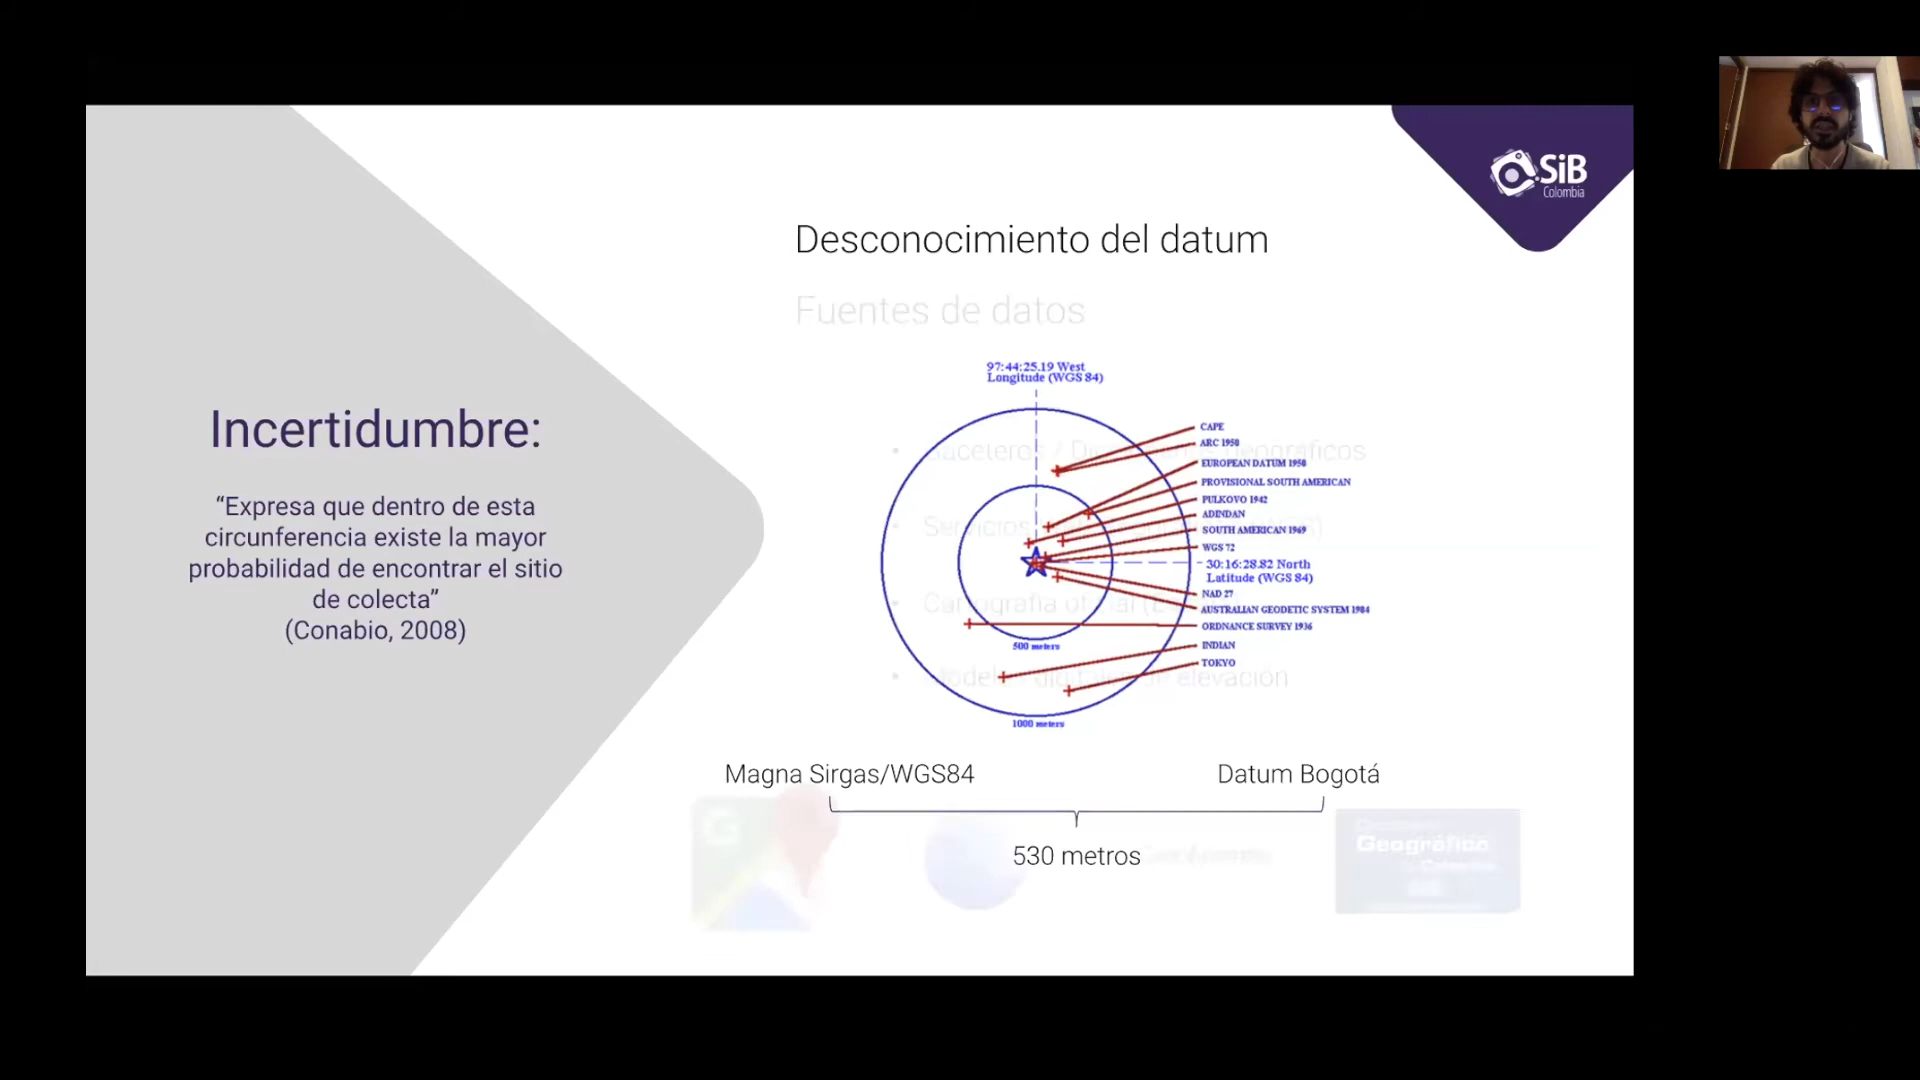 SiB
Colombia
Desconocimiento del datum
Fuentes de datos
Incertidumbre:
“Expresa que dentro de esta
circunferencia existe la mayor
probabilidad de encontrar el sitio
de colecta”
(Conabio, 2008)
97:44:25.19 West
Longitude (WGS 84)
CAPE
ARC 1950
EUROPEAN DATUM 1950
PROVISIONAL SOUTH AMERICAN
PULKOVO 1942
ADINDAN
SOUTH AMERICAN 1969
WGS 72
30:16:28.82 North
Latitude (WGS 84)
NAD 27
AUSTRALIAN GEODETIC SYSTEM 1984
ORDNANCE SURVEY 1936
INDIAN
TOKYO
500 meters
1000 meters
elevación
Magna Sirgas/WGS84
Datum Bogotá
530 metros
Geográfico